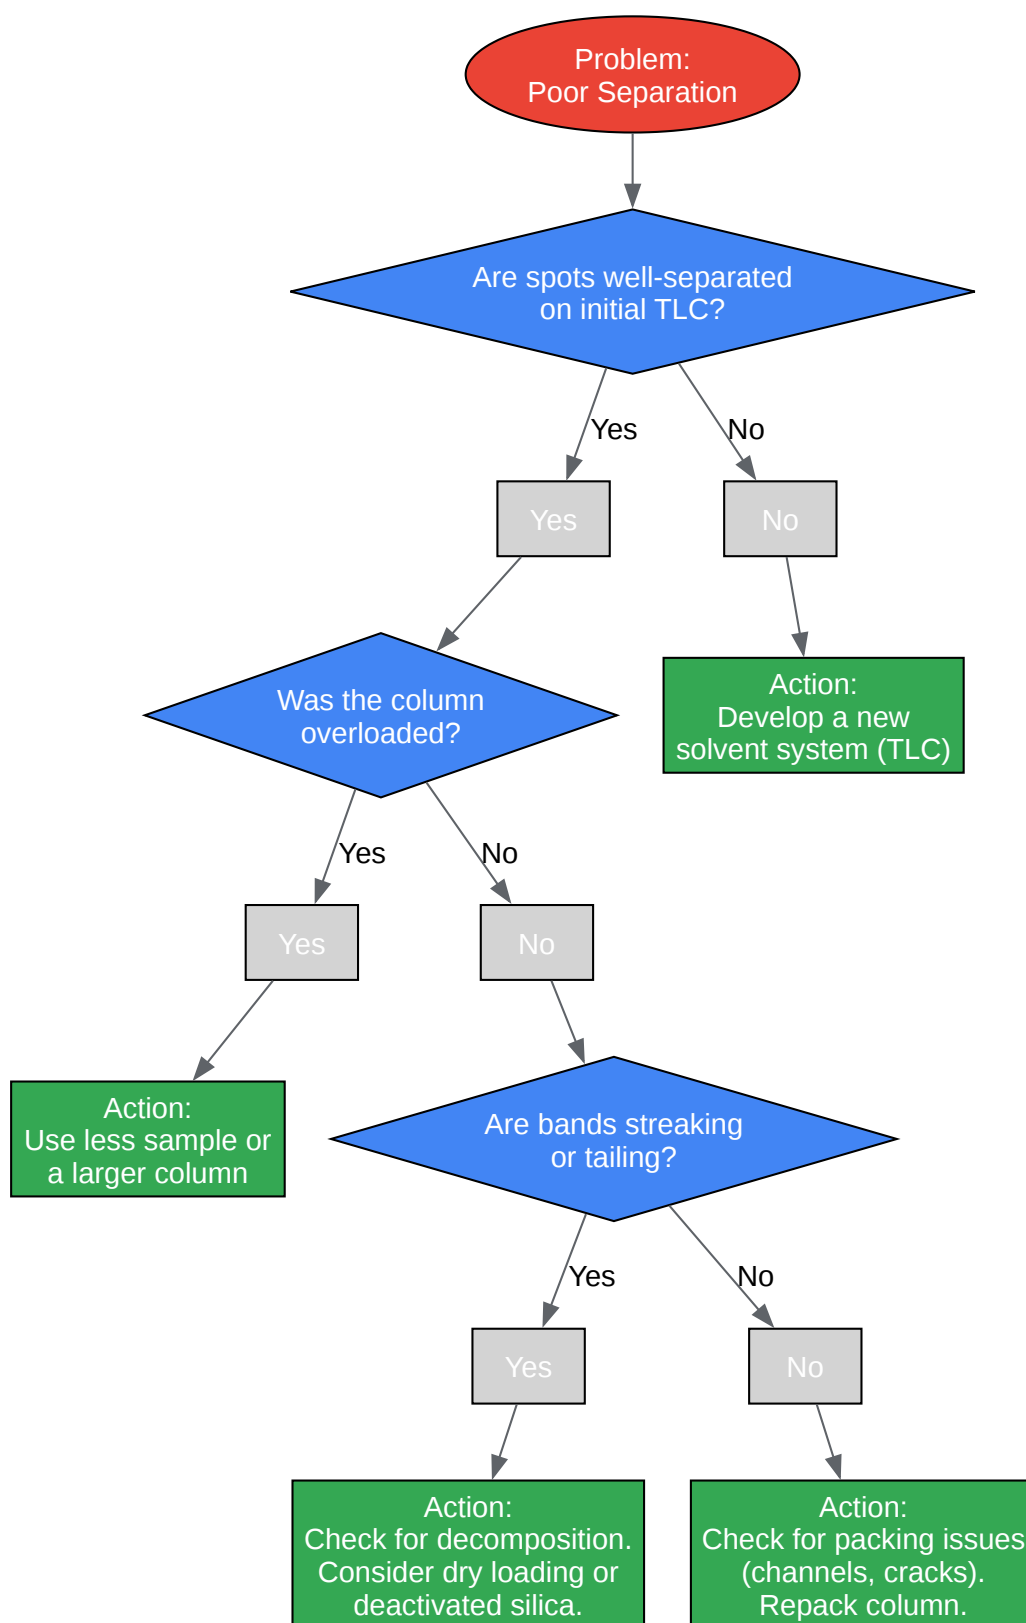 Problem:
Poor Separation
Are spots well-separated
on initial TLC?
Yes
No
Yes
No
Was the column
overloaded?
Action:
Develop a new
solvent system (TLC)
Yes
No
Yes
No
Action:
Use less sample or
a larger column
Are bands streaking
or tailing?
Yes
No
Yes
No
Action:
Check for decomposition.
Consider dry loading or
deactivated silica.
Action:
Check for packing issues
(channels, cracks).
Repack column.